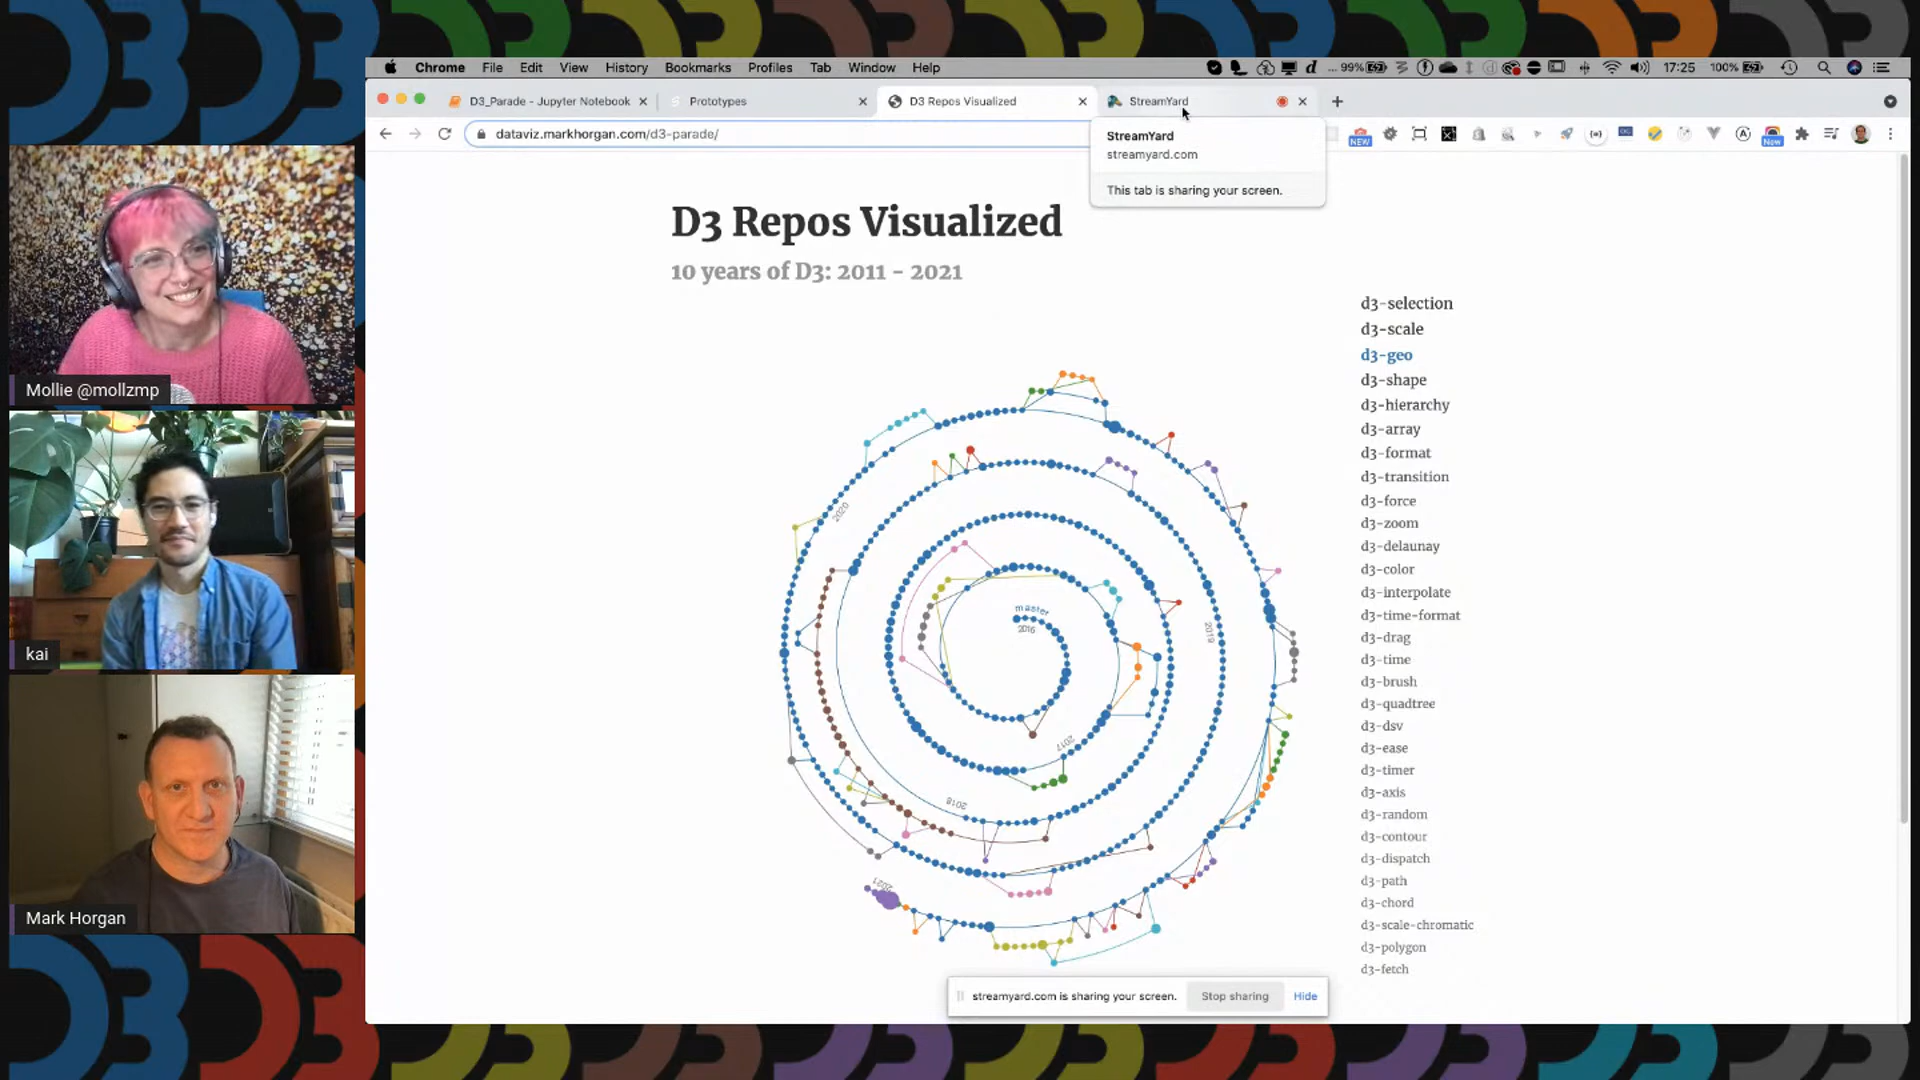 Chrome File Edit View History Bookmarks Profiles Tab Window Help
... 99% 17:25 100%
D3_Parade - Jupyter Notebook
Prototypes
D3 Repos Visualized
StreamYard
dataviz.markhorgan.com/d3-parade/
NEW
New
StreamYard
streamyard.com
This tab is sharing your screen.
D3 Repos Visualized
10 years of D3: 2011 - 2021
d3-selection
d3-scale
d3-geo
d3-shape
d3-hierarchy
d3-array
d3-format
d3-transition
d3-force
d3-zoom
d3-delaunay
d3-color
d3-interpolate
d3-time-format
d3-drag
d3-time
d3-brush
d3-quadtree
d3-dsv
d3-ease
d3-timer
d3-axis
d3-random
d3-contour
d3-dispatch
d3-path
d3-chord
d3-scale-chromatic
d3-polygon
d3-fetch
master
2016
2017
2018
2019
2020
2021
Mollie @mollzmp
kai
Mark Horgan
streamyard.com is sharing your screen.
Stop sharing
Hide